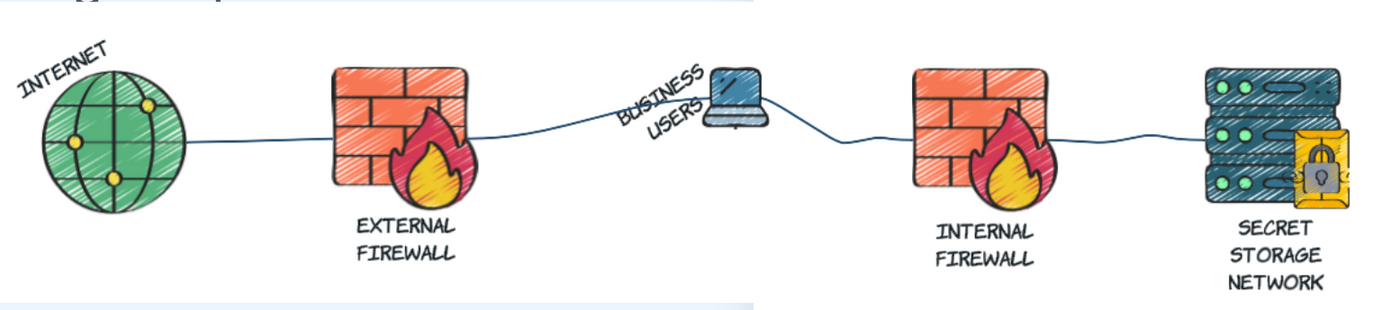 INTERNET
EXTERNAL
FIREWALL
BUSINESS
USERS
INTERNAL
FIREWALL
SECRET
STORAGE
NETWORK